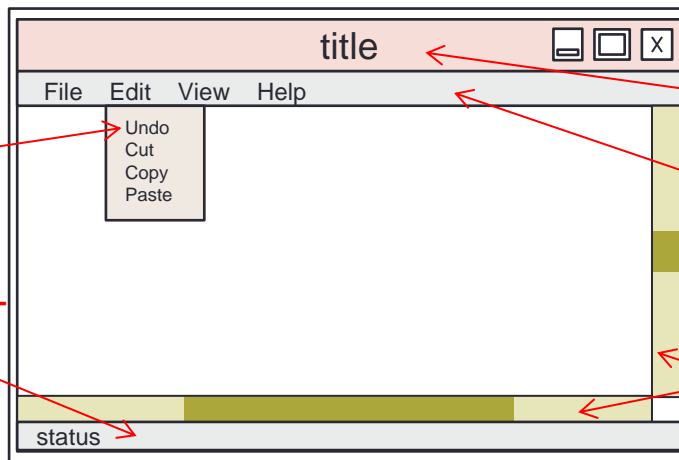 title
X
File Edit View Help
Undo
Cut
Copy
Paste
status